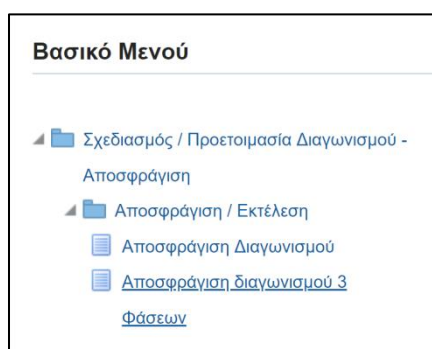 Βασικό Μενού
Σχεδιασμός / Προετοιμασία Διαγωνισμού -
Αποσφράγιση
Αποσφράγιση / Εκτέλεση
Αποσφράγιση Διαγωνισμού
Αποσφράγιση διαγωνισμού 3
Φάσεων